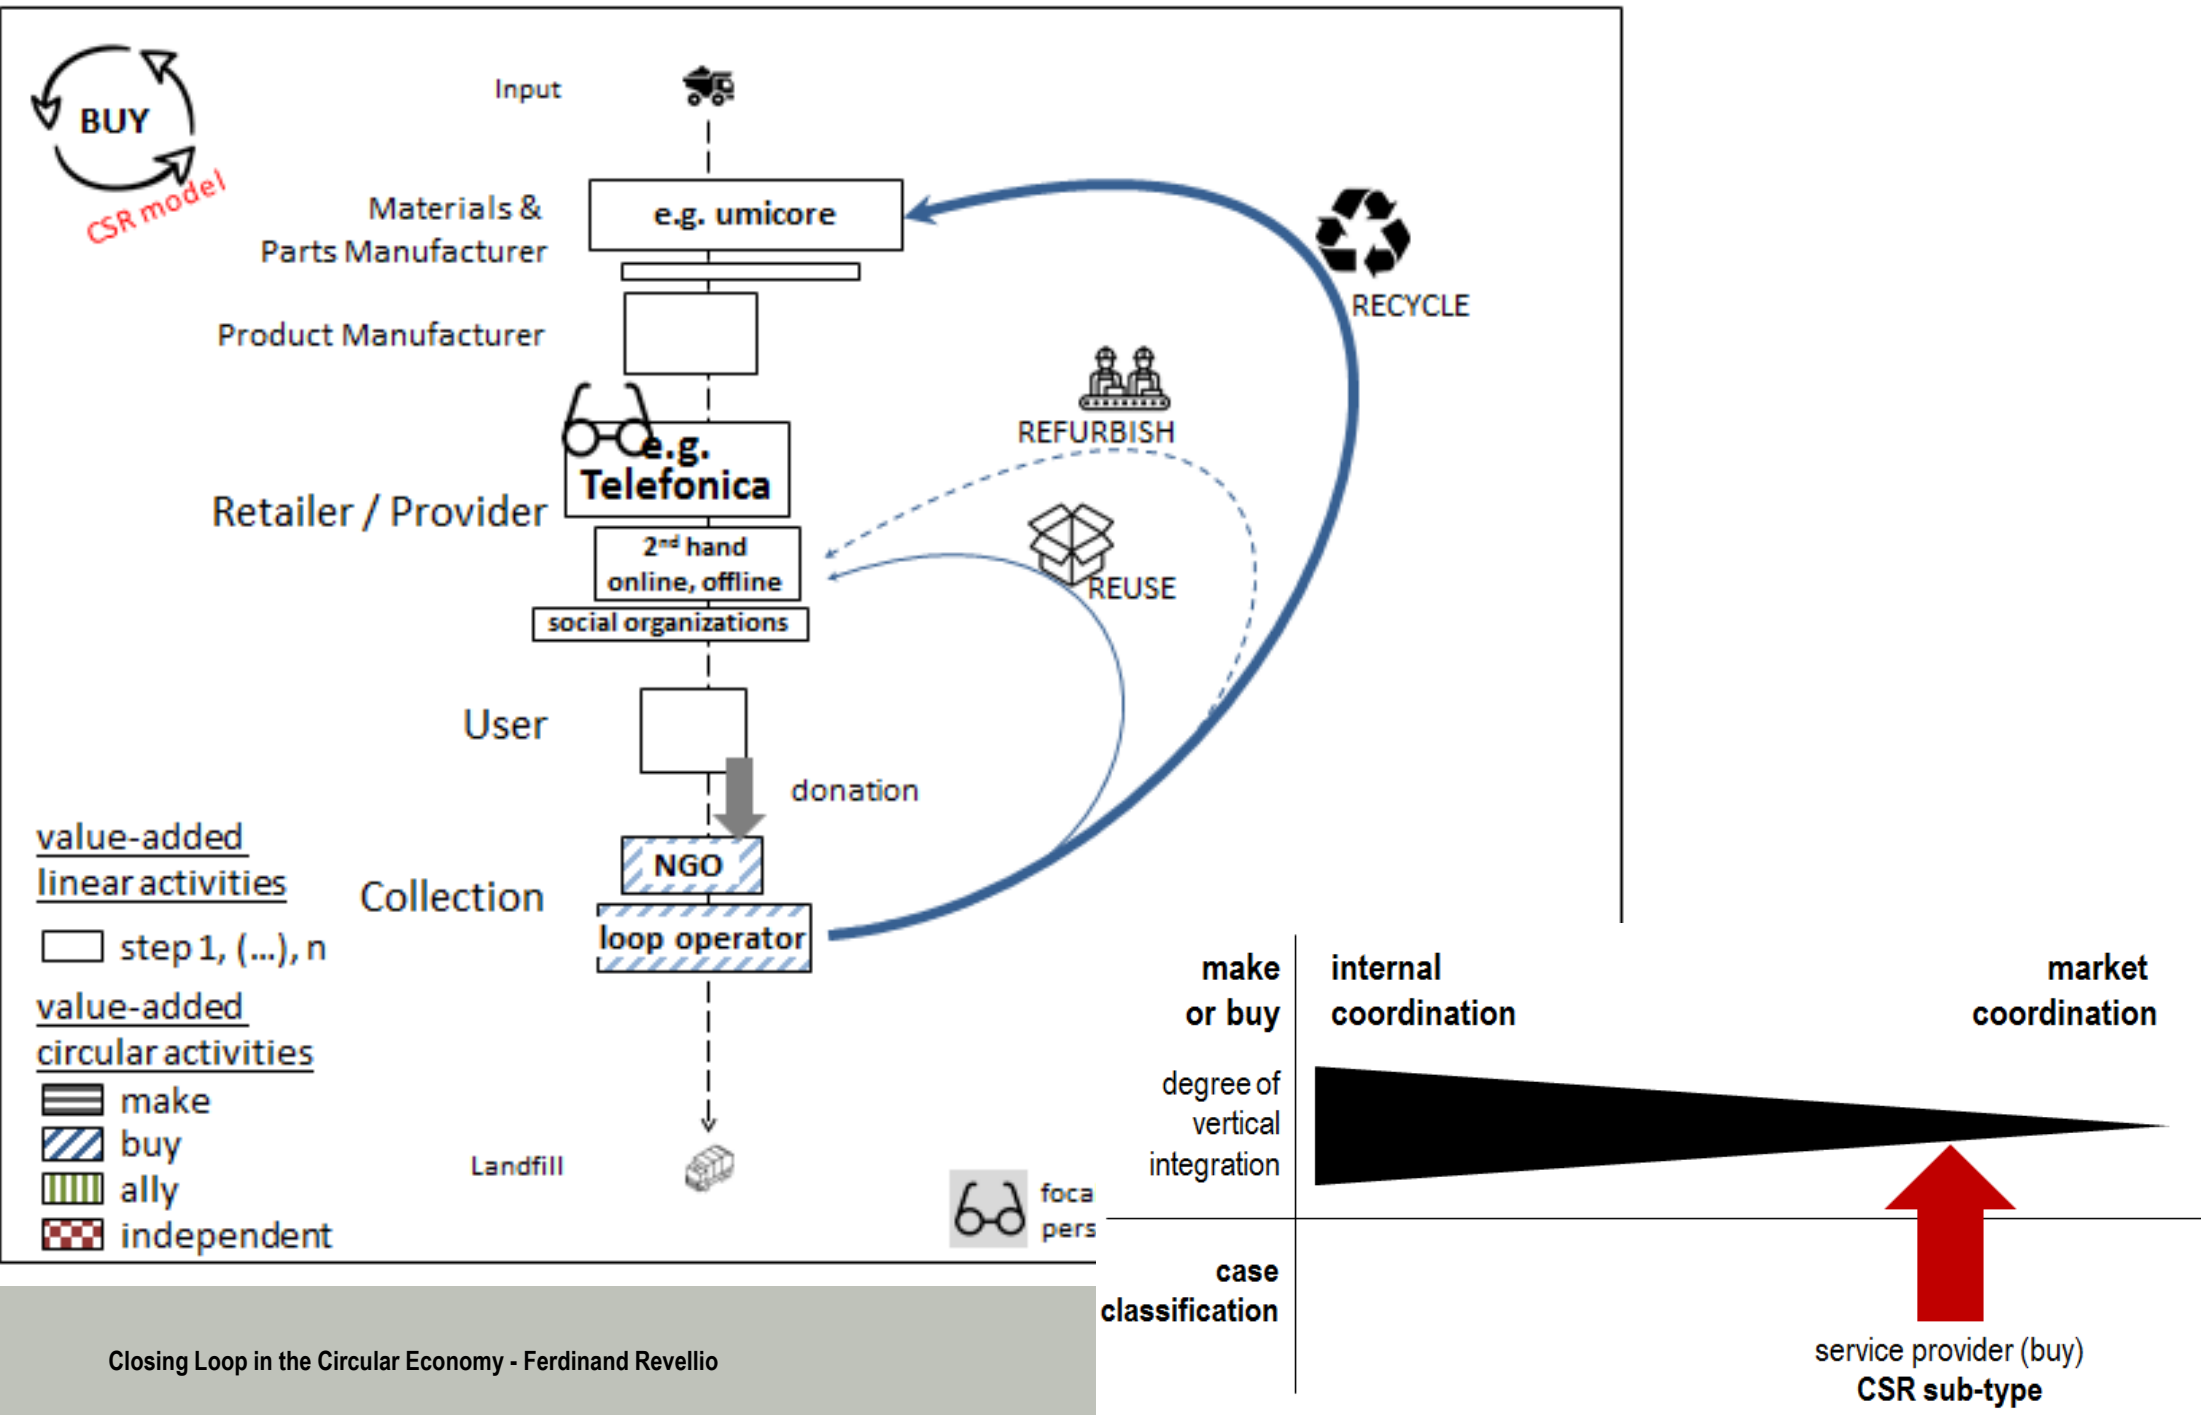 BUY
CSR model
Input
Materials &
Parts Manufacturer
e.g. umicore
RECYCLE
Product Manufacturer
REFURBISH
e.g.
Telefonica
Retailer / Provider
2nd hand
online, offline
social organizations
REUSE
User
donation
NGO
Collection
loop operator
Landfill
value-added
linear activities
step 1, (...), n
value-added
circular activities
make
buy
ally
independent
foca
pers
make
or buy
internal
coordination
market
coordination
degree of
vertical
integration
case
classification
service provider (buy)
CSR sub-type
Closing Loop in the Circular Economy - Ferdinand Revellio